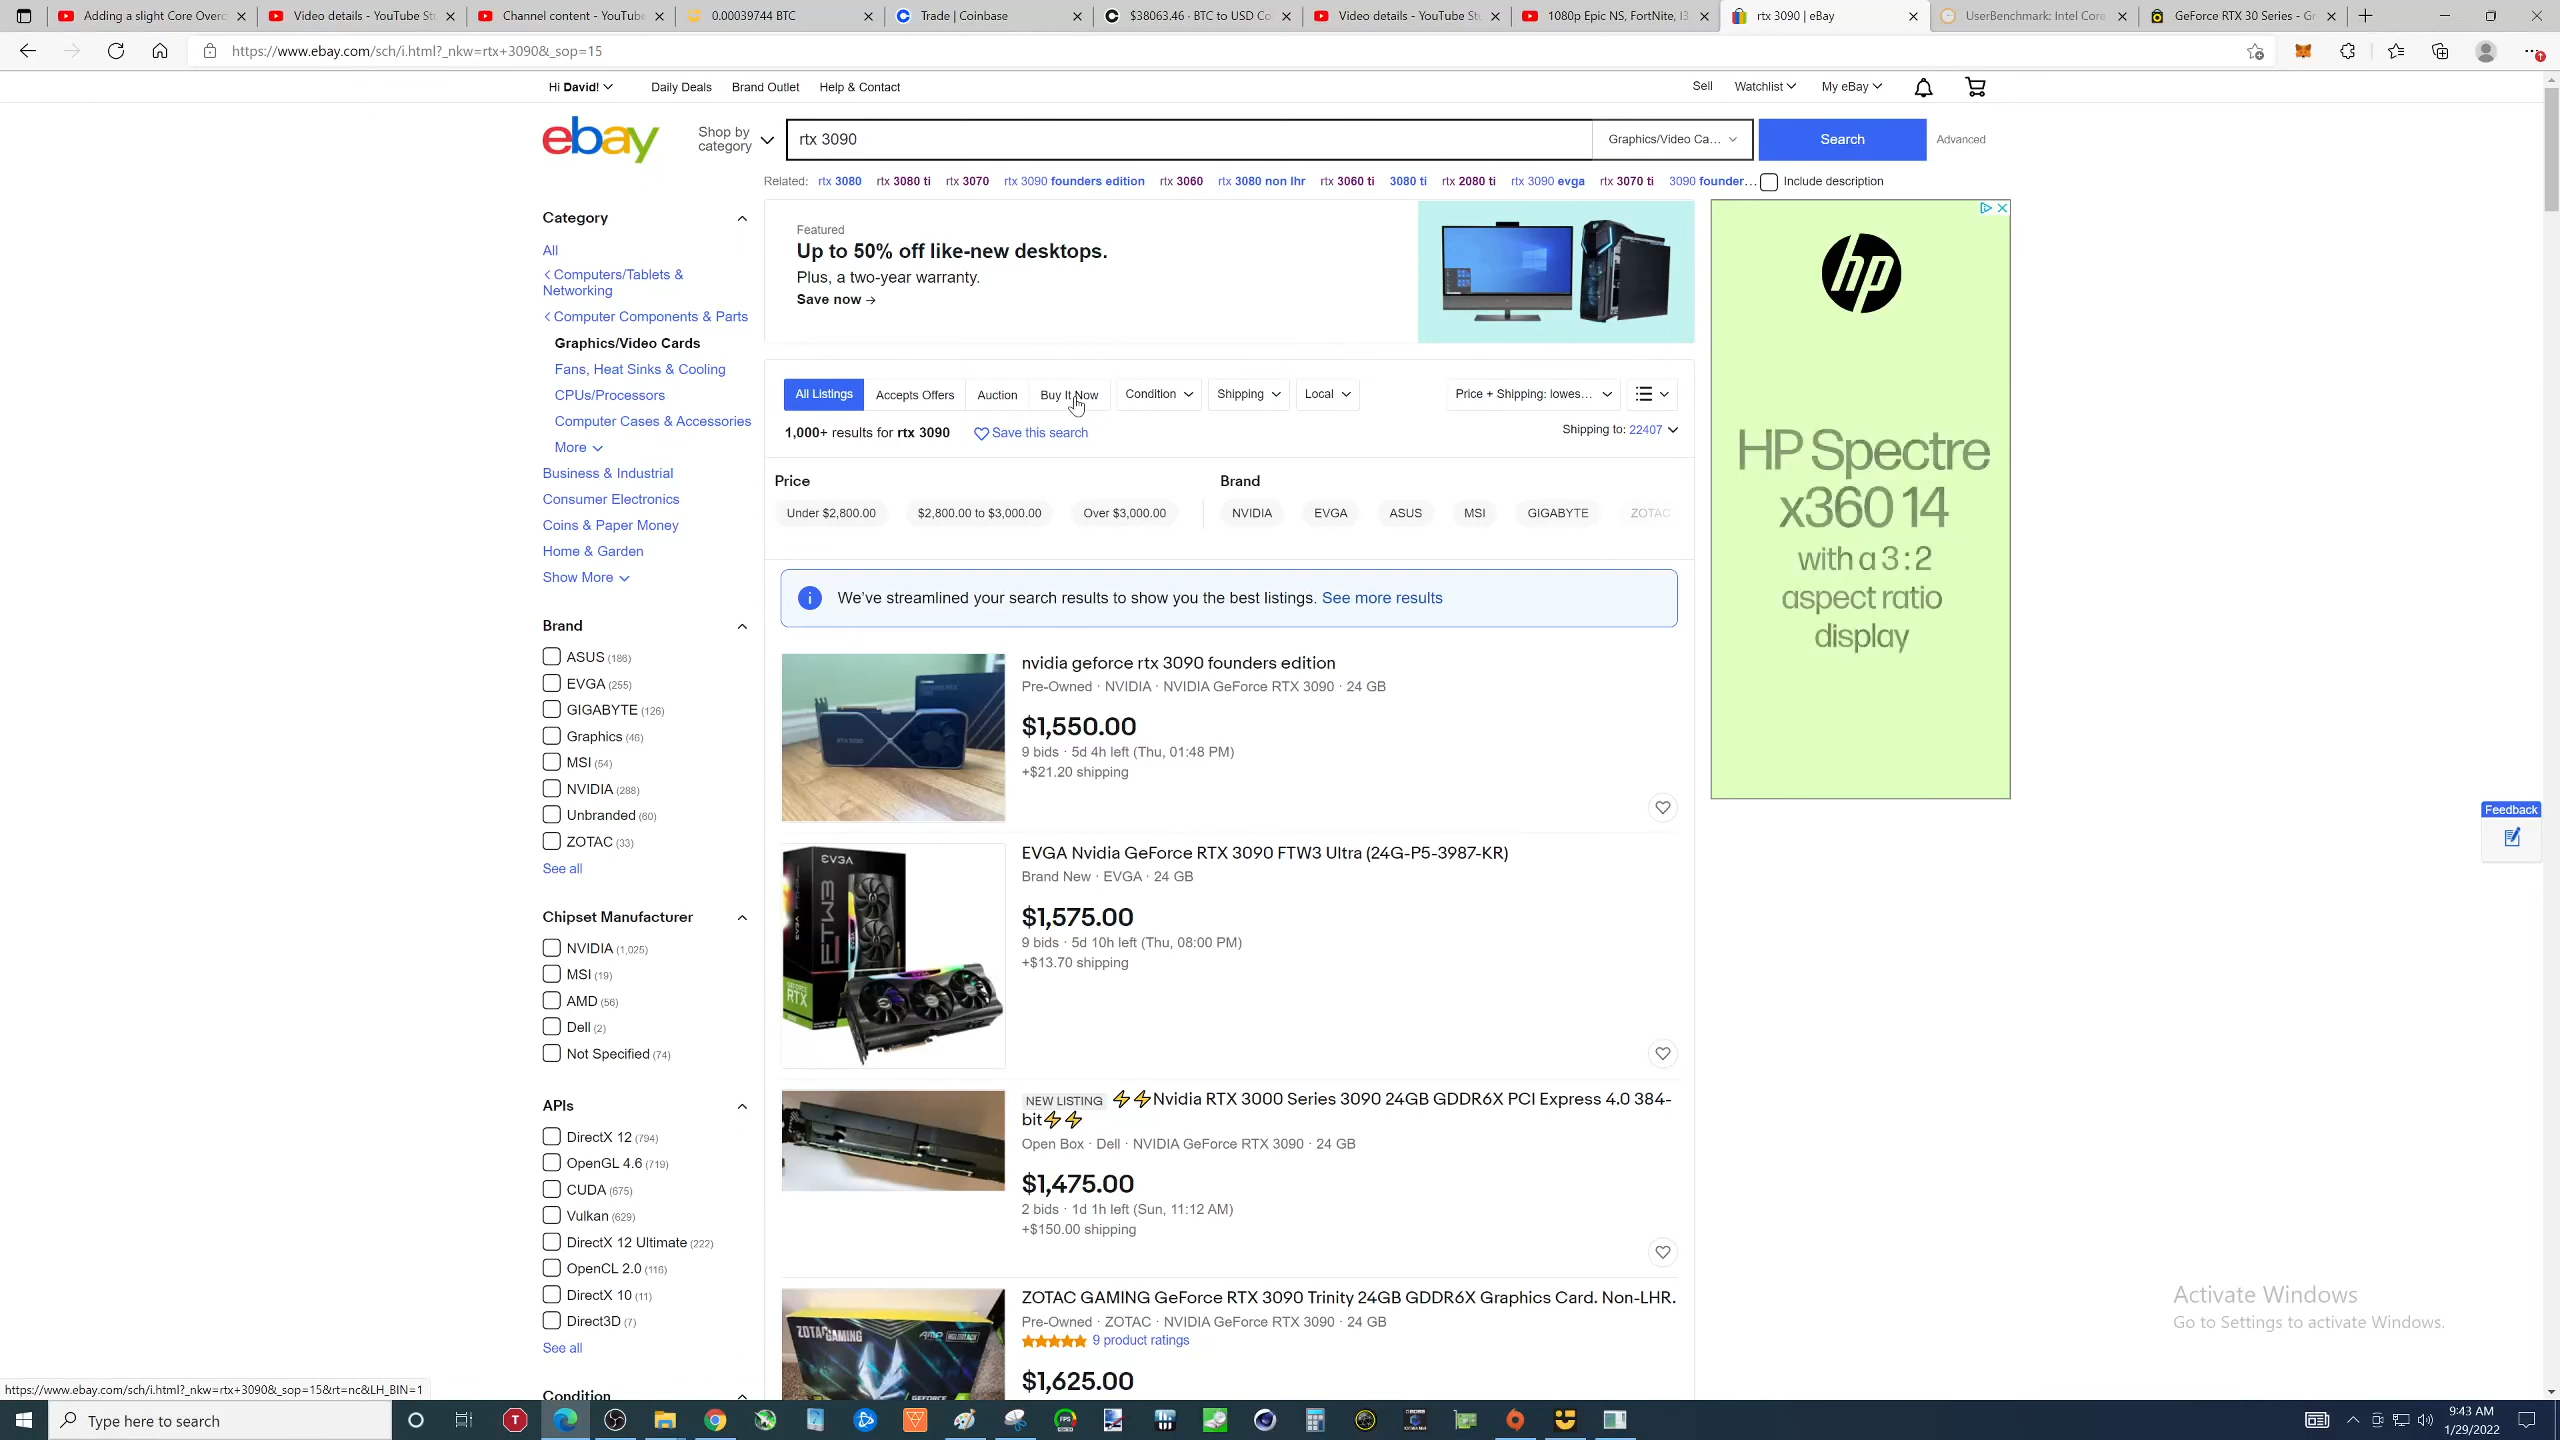 Adding a slight Core Overc
Video details - YouTube St
Channel content - YouTube
0.00039744 BTC
Trade | Coinbase
$38063.46 - BTC to USD Co
Video details - YouTube Stu
1080p Epic NS, FortNite, I3
rtx 3090 | eBay
UserBenchmark: Intel Core
GeForce RTX 30 Series - Gr
https://www.ebay.com/sch/i.html?_nkw=rtx+3090&_sop=15
Hi David!
Daily Deals
Brand Outlet
Help & Contact
Sell
Watchlist
My eBay
ebay
Shop by
category
rtx 3090
Graphics/Video Ca...
Search
Advanced
Related: rtx 3080 rtx 3080 ti rtx 3070 rtx 3090 founders edition rtx 3060 rtx 3080 non lhr rtx 3060 ti 3080 ti rtx 2080 ti rtx 3090 evga rtx 3070 ti 3090 founder...
Include description
Category
All
< Computers/Tablets &
Networking
< Computer Components & Parts
Graphics/Video Cards
Fans, Heat Sinks & Cooling
CPUs/Processors
Computer Cases & Accessories
More
Business & Industrial
Consumer Electronics
Coins & Paper Money
Home & Garden
Show More
Brand
ASUS (186)
EVGA (255)
GIGABYTE (126)
Graphics (46)
MSI (54)
NVIDIA (288)
Unbranded (60)
ZOTAC (33)
See all
Chipset Manufacturer
NVIDIA (1,025)
MSI (19)
AMD (56)
Dell (2)
Not Specified (74)
APIs
DirectX 12 (794)
OpenGL 4.6 (719)
CUDA (675)
Vulkan (629)
DirectX 12 Ultimate (222)
OpenCL 2.0 (116)
DirectX 10 (11)
Direct3D (7)
See all
Condition
Featured
Up to 50% off like-new desktops.
Plus, a two-year warranty.
Save now →
All Listings
Accepts Offers
Auction
Buy It Now
Condition
Shipping
Local
Price + Shipping: lowes...
1,000+ results for rtx 3090
Save this search
Shipping to: 22407
Price
Under $2,800.00
$2,800.00 to $3,000.00
Over $3,000.00
Brand
NVIDIA
EVGA
ASUS
MSI
GIGABYTE
ZOTAC
We've streamlined your search results to show you the best listings. See more results
nvidia geforce rtx 3090 founders edition
Pre-Owned · NVIDIA · NVIDIA GeForce RTX 3090 · 24 GB
$1,550.00
9 bids · 5d 4h left (Thu, 01:48 PM)
+$21.20 shipping
EVGA Nvidia GeForce RTX 3090 FTW3 Ultra (24G-P5-3987-KR)
Brand New · EVGA · 24 GB
$1,575.00
9 bids · 5d 10h left (Thu, 08:00 PM)
+$13.70 shipping
EVGA
FTW3
GEFORCE
RTX
NEW LISTING ⚡⚡Nvidia RTX 3000 Series 3090 24GB GDDR6X PCI Express 4.0 384-
bit⚡⚡
Open Box · Dell · NVIDIA GeForce RTX 3090 · 24 GB
$1,475.00
2 bids · 1d 1h left (Sun, 11:12 AM)
+$150.00 shipping
ZOTAC GAMING GeForce RTX 3090 Trinity 24GB GDDR6X Graphics Card. Non-LHR.
Pre-Owned · ZOTAC · NVIDIA GeForce RTX 3090 · 24 GB
9 product ratings
$1,625.00
ZOTAC GAMING
AMP
hp
HP Spectre
x360 14
with a 3:2
aspect ratio
display
Feedback
Activate Windows
Go to Settings to activate Windows.
https://www.ebay.com/sch/i.html?_nkw=rtx+3090&_sop=15&rt=nc&LH_BIN=1
Type here to search
9:43 AM
1/29/2022